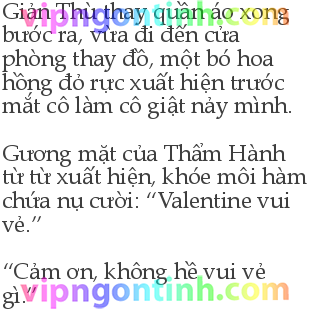 Giản Thù thay quần áo xong
bước ra, vừa đi đến cửa
phòng thay đồ, một bó hoa
hồng đỏ rực xuất hiện trước
mắt cô làm cô giật nảy mình.
Gương mặt của Thẩm Hành
từ từ xuất hiện, khóe môi hàm
chứa nụ cười: “Valentine vui
vẻ.”
“Cảm ơn, không hề vui vẻ
gì.”
vipngontinh.com
vipngontinh.com